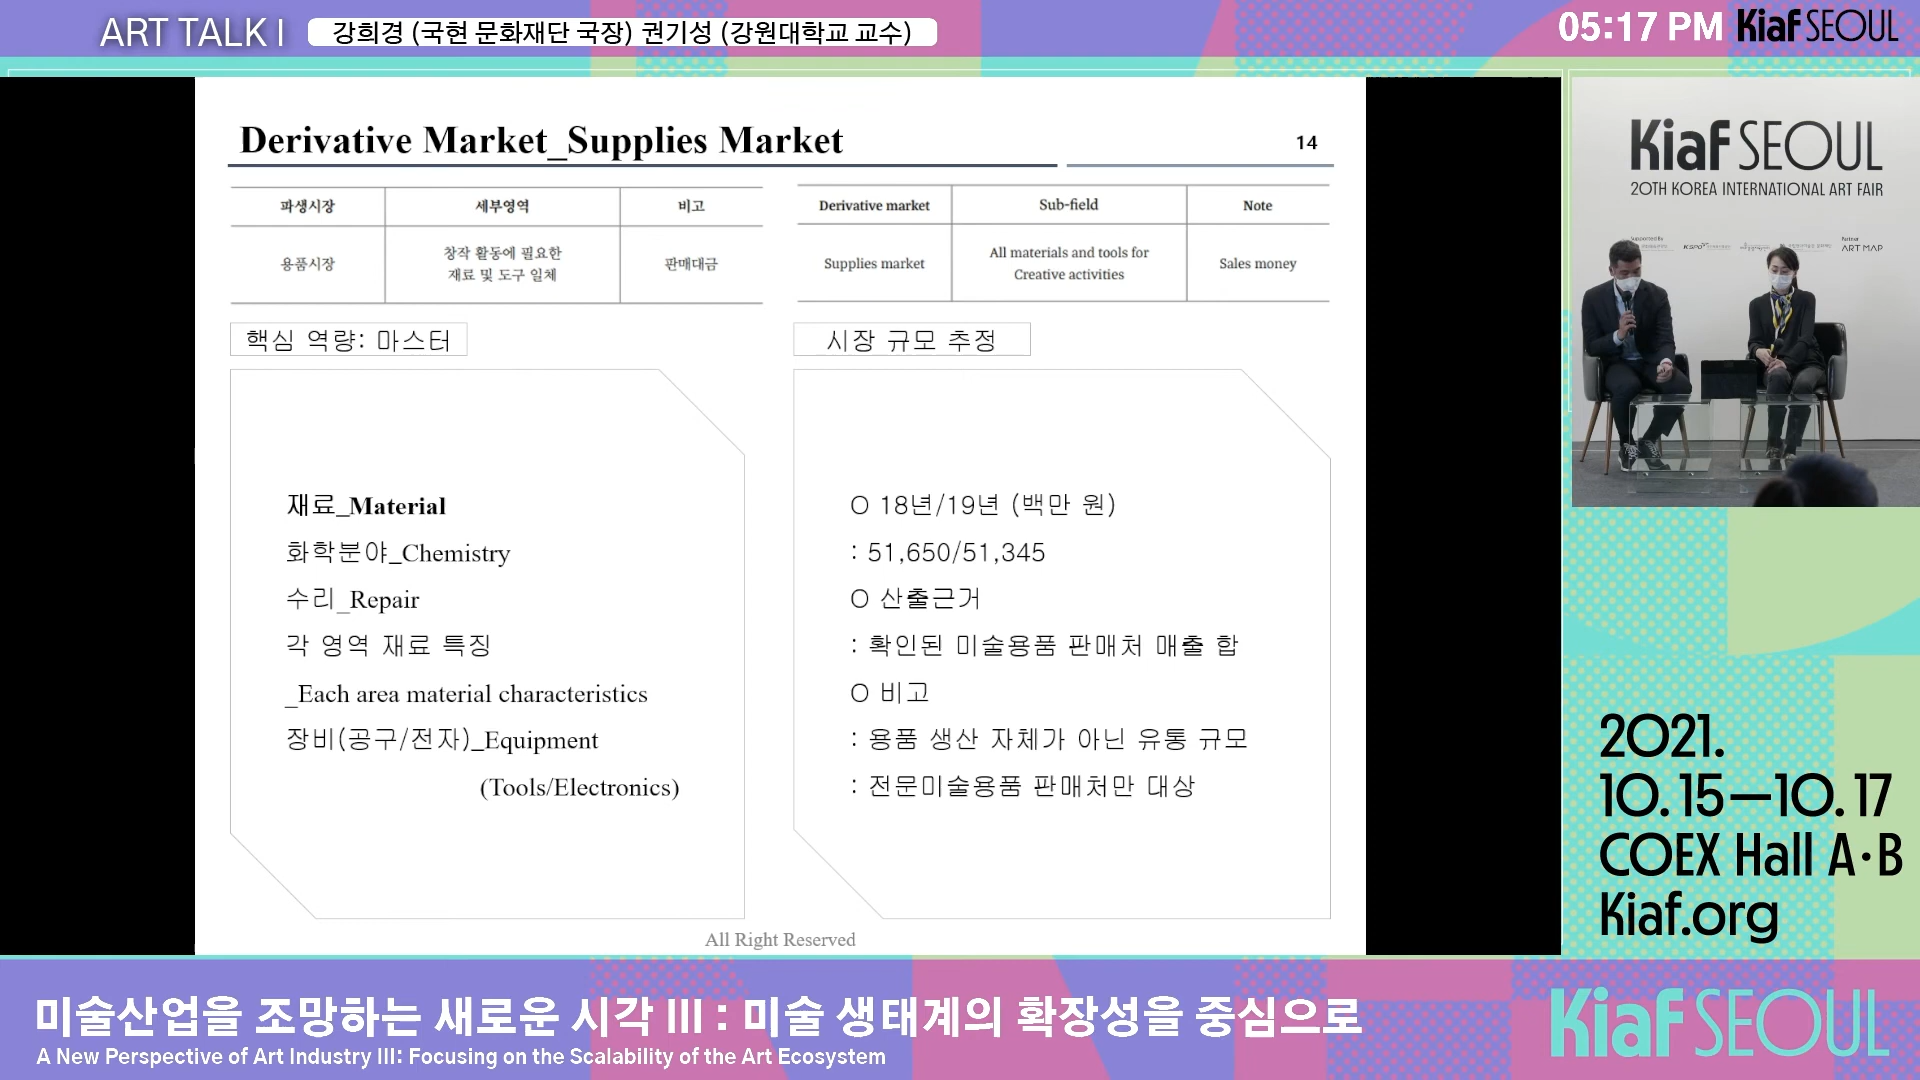 ART TALK I
강희경 (국현 문화재단 국장) 권기성 (강원대학교 교수)
05:17 PM Kiaf SEOUL
Derivative Market_Supplies Market
14
파생시장 세부영역 비고
용품시장 창작 활동에 필요한 재료 및 도구 일체 판매대금
Derivative market Sub-field Note
Supplies market All materials and tools for Creative activities Sales money
핵심 역량: 마스터
재료_Material
화학분야_Chemistry
수리_Repair
각 영역 재료 특징
_Each area material characteristics
장비(공구/전자)_Equipment
(Tools/Electronics)
시장 규모 추정
O 18년/19년 (백만 원)
: 51,650/51,345
O 산출근거
: 확인된 미술용품 판매처 매출 합
O 비고
: 용품 생산 자체가 아닌 유통 규모
: 전문미술용품 판매처만 대상
All Right Reserved
Kiaf SEOUL
20TH KOREA INTERNATIONAL ART FAIR
Supported By
KSPO
Partner
ART MAP
2021.
10.15—10.17
COEX Hall A·B
Kiaf.org
미술산업을 조망하는 새로운 시각 III : 미술 생태계의 확장성을 중심으로
A New Perspective of Art Industry III: Focusing on the Scalability of the Art Ecosystem
Kiaf SEOUL